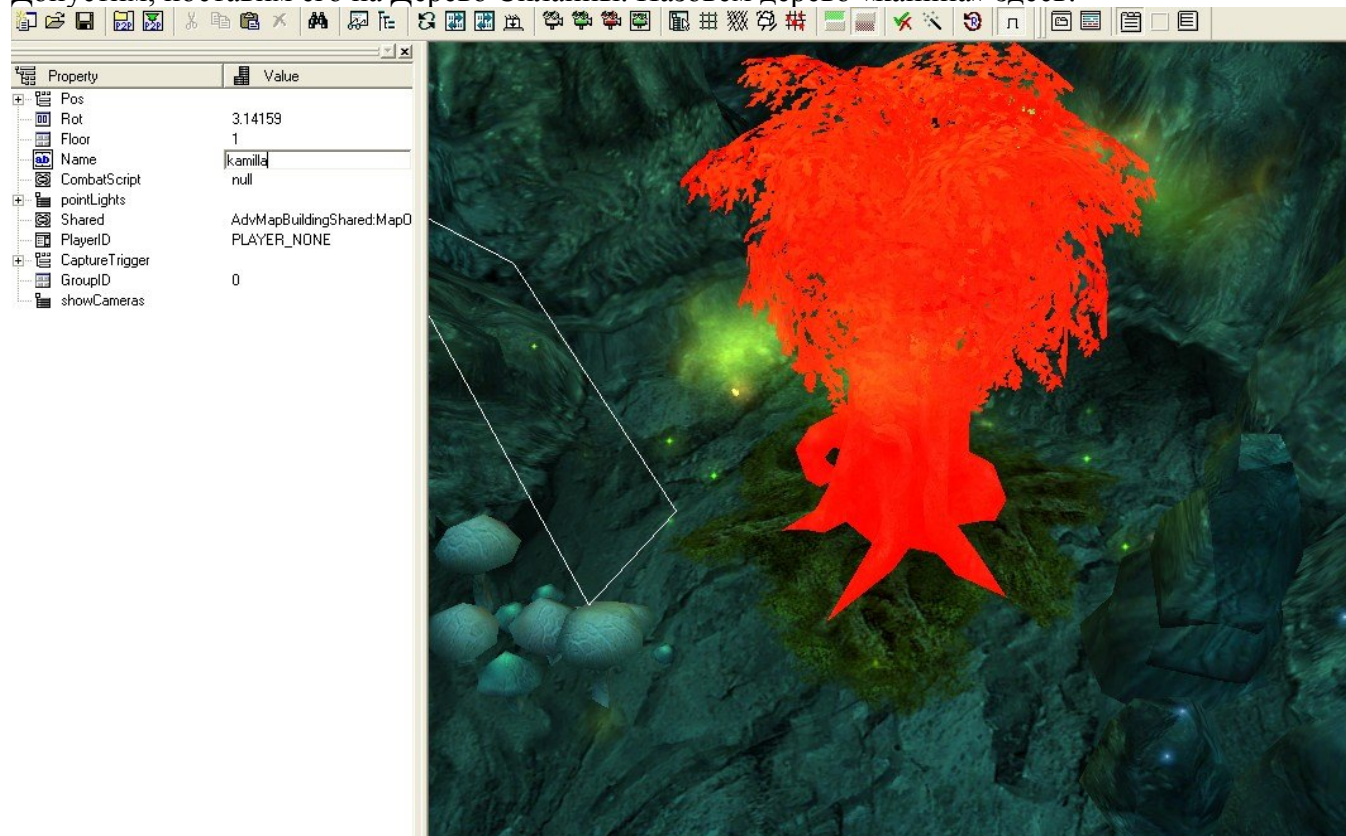 Property Value
Pos
Rot 3.14159
Floor 1
Name kamilla
CombatScript null
pointLights
Shared AdvMapBuildingShared:MapO
PlayerID PLAYER_NONE
CaptureTrigger
GroupID 0
showCameras